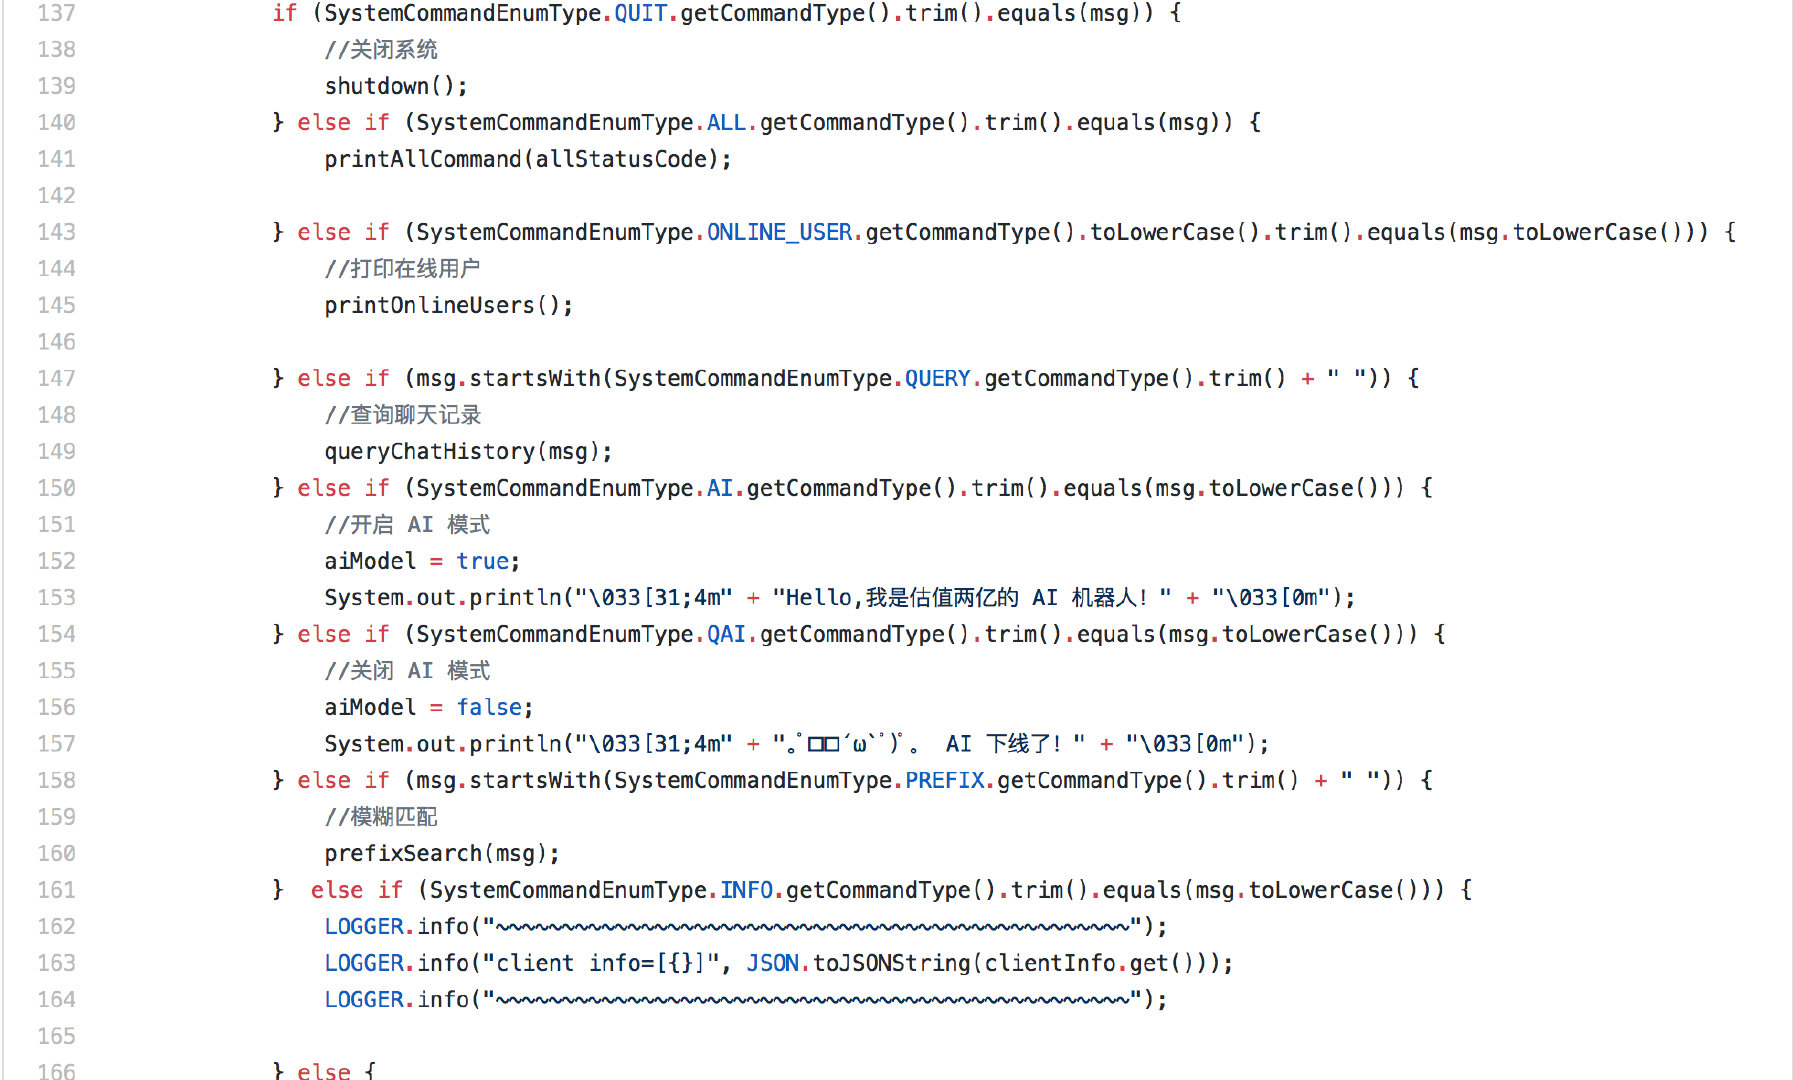 137 if (SystemCommandEnumType.QUIT.getCommandType().trim().equals(msg)) {
138 //关闭系统
139 shutdown();
140 } else if (SystemCommandEnumType.ALL.getCommandType().trim().equals(msg)) {
141 printAllCommand(allStatusCode);
142
143 } else if (SystemCommandEnumType.ONLINE_USER.getCommandType().toLowerCase().trim().equals(msg.toLowerCase())) {
144 //打印在线用户
145 printOnlineUsers();
146
147 } else if (msg.startsWith(SystemCommandEnumType.QUERY.getCommandType().trim() + " ")) {
148 //查询聊天记录
149 queryChatHistory(msg);
150 } else if (SystemCommandEnumType.AI.getCommandType().trim().equals(msg.toLowerCase())) {
151 //开启 AI 模式
152 aiModel = true;
153 System.out.println("\033[31;4m" + "Hello,我是估值两亿的 AI 机器人！" + "\033[0m");
154 } else if (SystemCommandEnumType.QAI.getCommandType().trim().equals(msg.toLowerCase())) {
155 //关闭 AI 模式
156 aiModel = false;
157 System.out.println("\033[31;4m" + "｡ﾟ□□´ω`ﾟ)ﾟ｡ AI 下线了！" + "\033[0m");
158 } else if (msg.startsWith(SystemCommandEnumType.PREFIX.getCommandType().trim() + " ")) {
159 //模糊匹配
160 prefixSearch(msg);
161 } else if (SystemCommandEnumType.INFO.getCommandType().trim().equals(msg.toLowerCase())) {
162 LOGGER.info("~~~~~~~~~~~~~~~~~~~~~~~~~~~~~~~~~~~~~~~~~~~~~~~~");
163 LOGGER.info("client info=[{}]", JSON.toJSONString(clientInfo.get()));
164 LOGGER.info("~~~~~~~~~~~~~~~~~~~~~~~~~~~~~~~~~~~~~~~~~~~~~~~~");
165
166 } else {